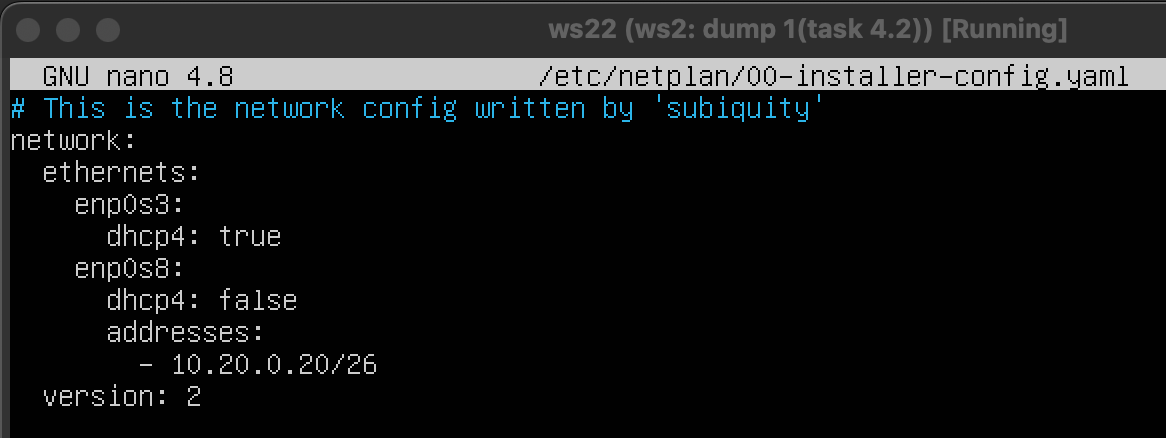 ws22 (ws2: dump 1(task 4.2)) [Running]
GNU nano 4.8 /etc/netplan/00-installer-config.yaml
# This is the network config written by 'subiquity'
network:
  ethernets:
    enp0s3:
      dhcp4: true
    enp0s8:
      dhcp4: false
      addresses:
        - 10.20.0.20/26
  version: 2